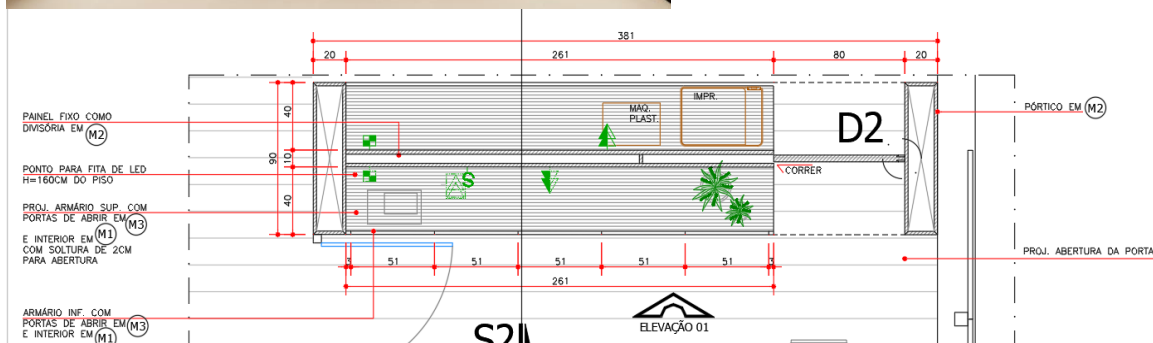 381
20
261
80
20
PAINEL FIXO COMO
DIVISÓRIA EM M2
PONTO PARA FITA DE LED
H=160CM DO PISO
PROJ. ARMÁRIO SUP. COM
PORTAS DE ABRIR EM M3
E INTERIOR EM M1
COM SOLTURA DE 2CM
PARA ABERTURA
ARMÁRIO INF. COM
PORTAS DE ABRIR EM M3
E INTERIOR EM M1
90
40
10
40
MAQ.
PLAST.
IMPR.
S
D2
CORRER
PÓRTICO EM M2
PROJ. ABERTURA DA PORTA
3
51
51
51
51
51
3
261
ELEVAÇÃO 01